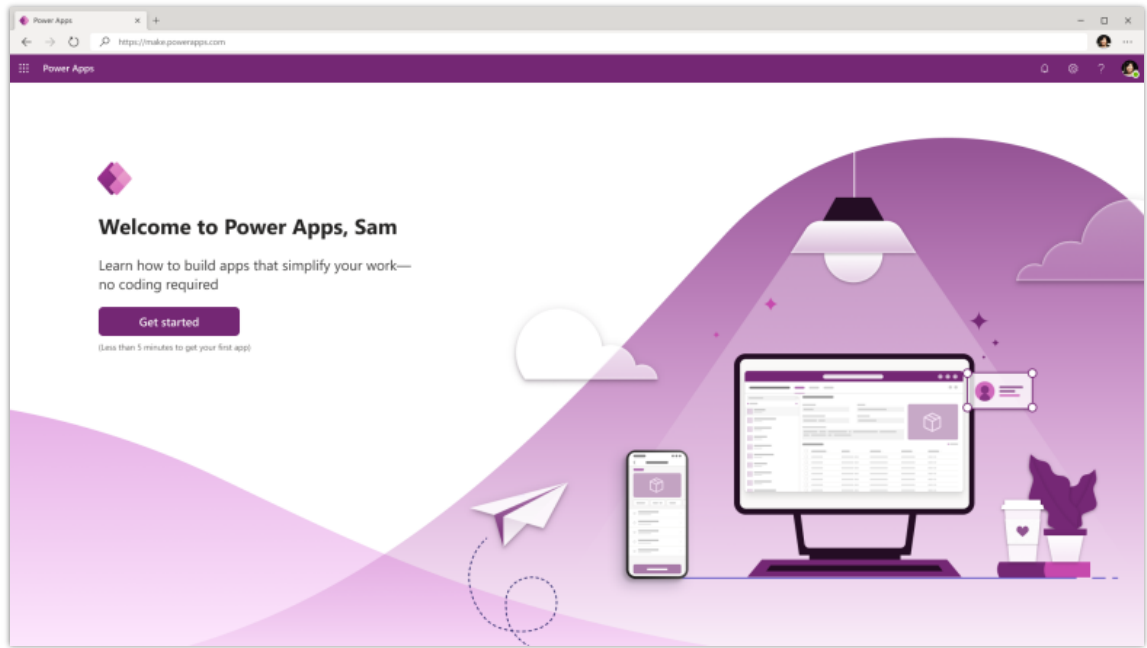 Power Apps
https://make.powerapps.com
Power Apps
?
Welcome to Power Apps, Sam
Learn how to build apps that simplify your work—
no coding required
Get started
(Less than 5 minutes to get your first app)